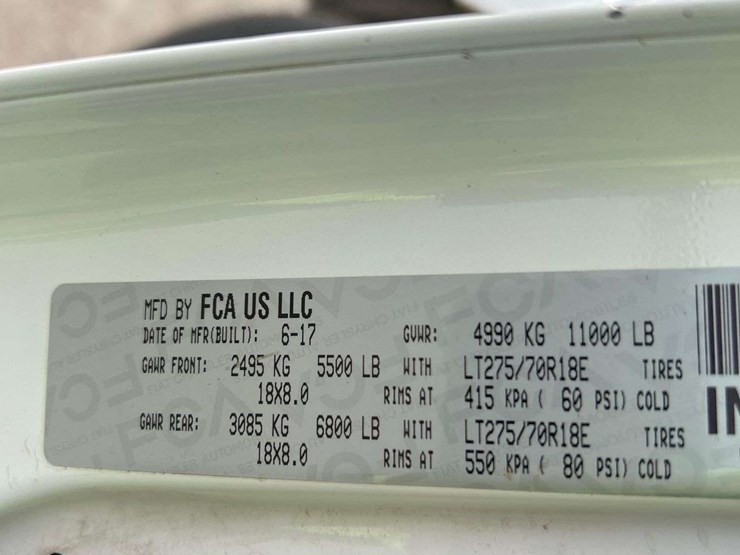 MFD BY FCA US LLC
DATE OF MFR(BUILT): 6-17 GVWR: 4990 KG 11000 LB
GAWR FRONT: 2495 KG 5500 LB WITH LT275/70R18E TIRES
18X8.0 RIMS AT 415 KPA ( 60 PSI) COLD
GAWR REAR: 3085 KG 6800 LB WITH LT275/70R18E TIRES
18X8.0 RIMS AT 550 KPA ( 80 PSI) COLD